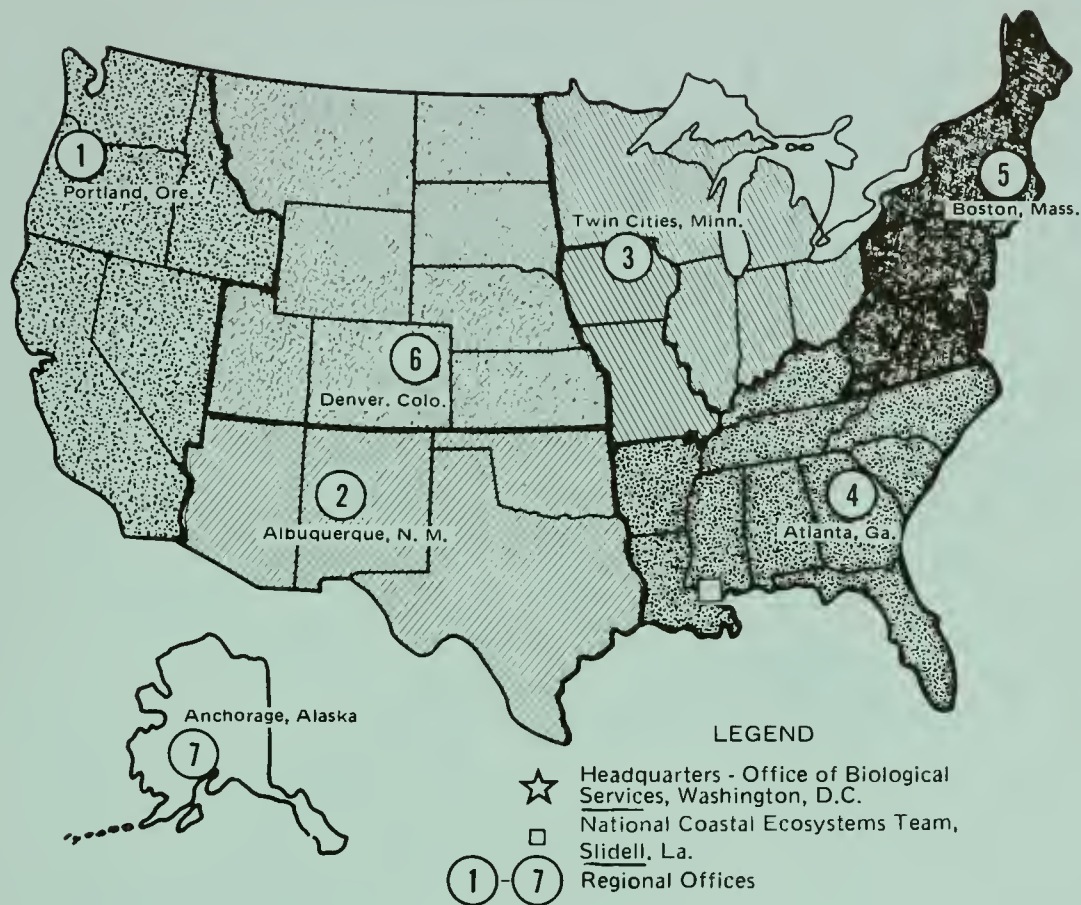 1
Portland, Ore.
5
Boston, Mass.
Twin Cities, Minn.
3
6
Denver. Colo.
2
Albuquerque, N. M.
4
Atlanta, Ga.
Anchorage, Alaska
7
LEGEND
Headquarters - Office of Biological
Services, Washington, D.C.
National Coastal Ecosystems Team,
Slidell, La.
1-7 Regional Offices